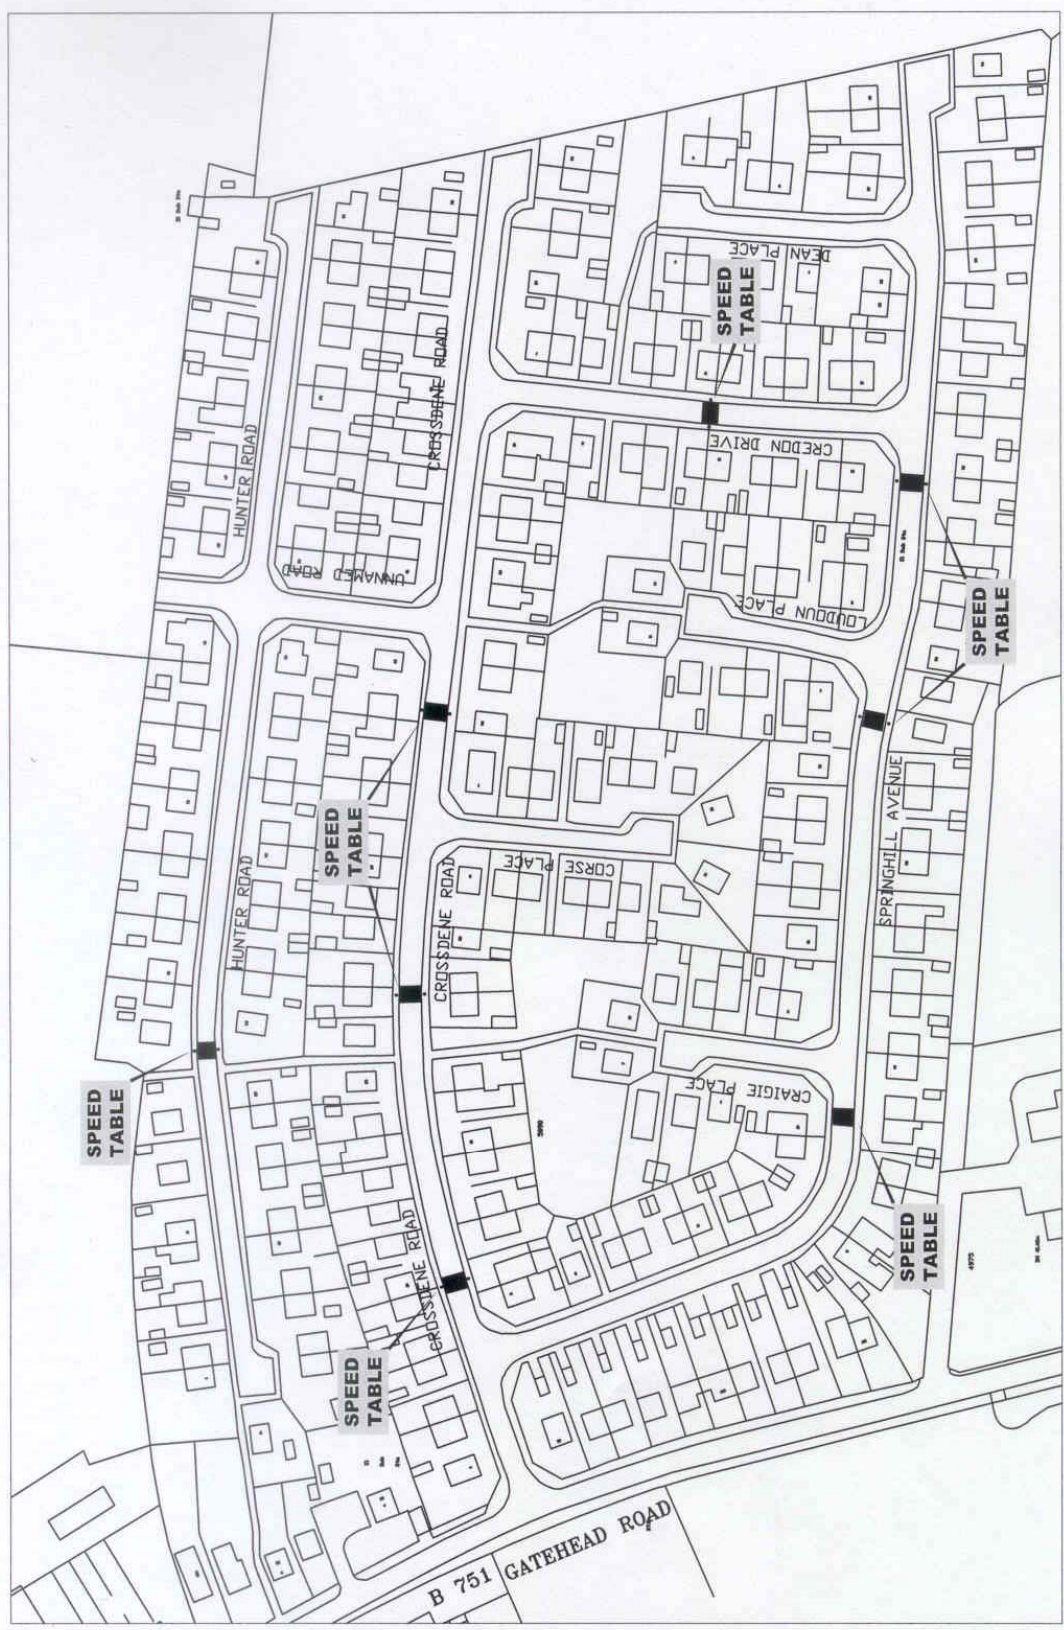 HUNTER ROAD
UNNAMED ROAD
CROSSDENE ROAD
DEAN PLACE
SPEED
TABLE
CREDON DRIVE
LOUDOUN PLACE
SPEED
TABLE
SPEED
TABLE
HUNTER ROAD
CROSSDENE ROAD
CORSE PLACE
SPRINGHILL AVENUE
SPEED
TABLE
CRAIGIE
PLACE
SPEED
TABLE
4975
CROSSDENE ROAD
SPEED
TABLE
B 751 GATEHEAD ROAD